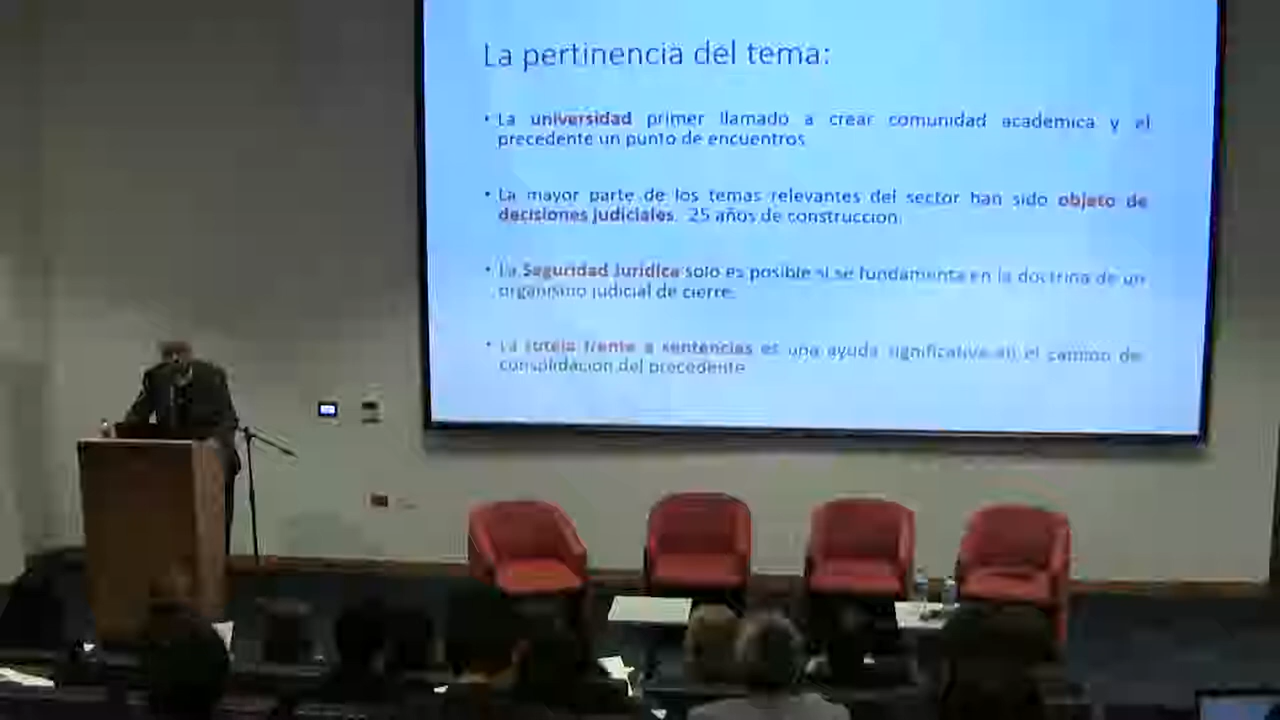 La pertinencia del tema:
• La universidad primer llamado a crear comunidad academica y el
precedente un punto de encuentros
• La mayor parte de los temas relevantes del sector han sido objeto de
decisiones judiciales. 25 años de construccion.
• La Seguridad Juridica solo es posible si se fundamenta en la doctrina de un
organismo judicial de cierre.
• La tutela frente a sentencias es una ayuda significativa en el camino de
consolidacion del precedente